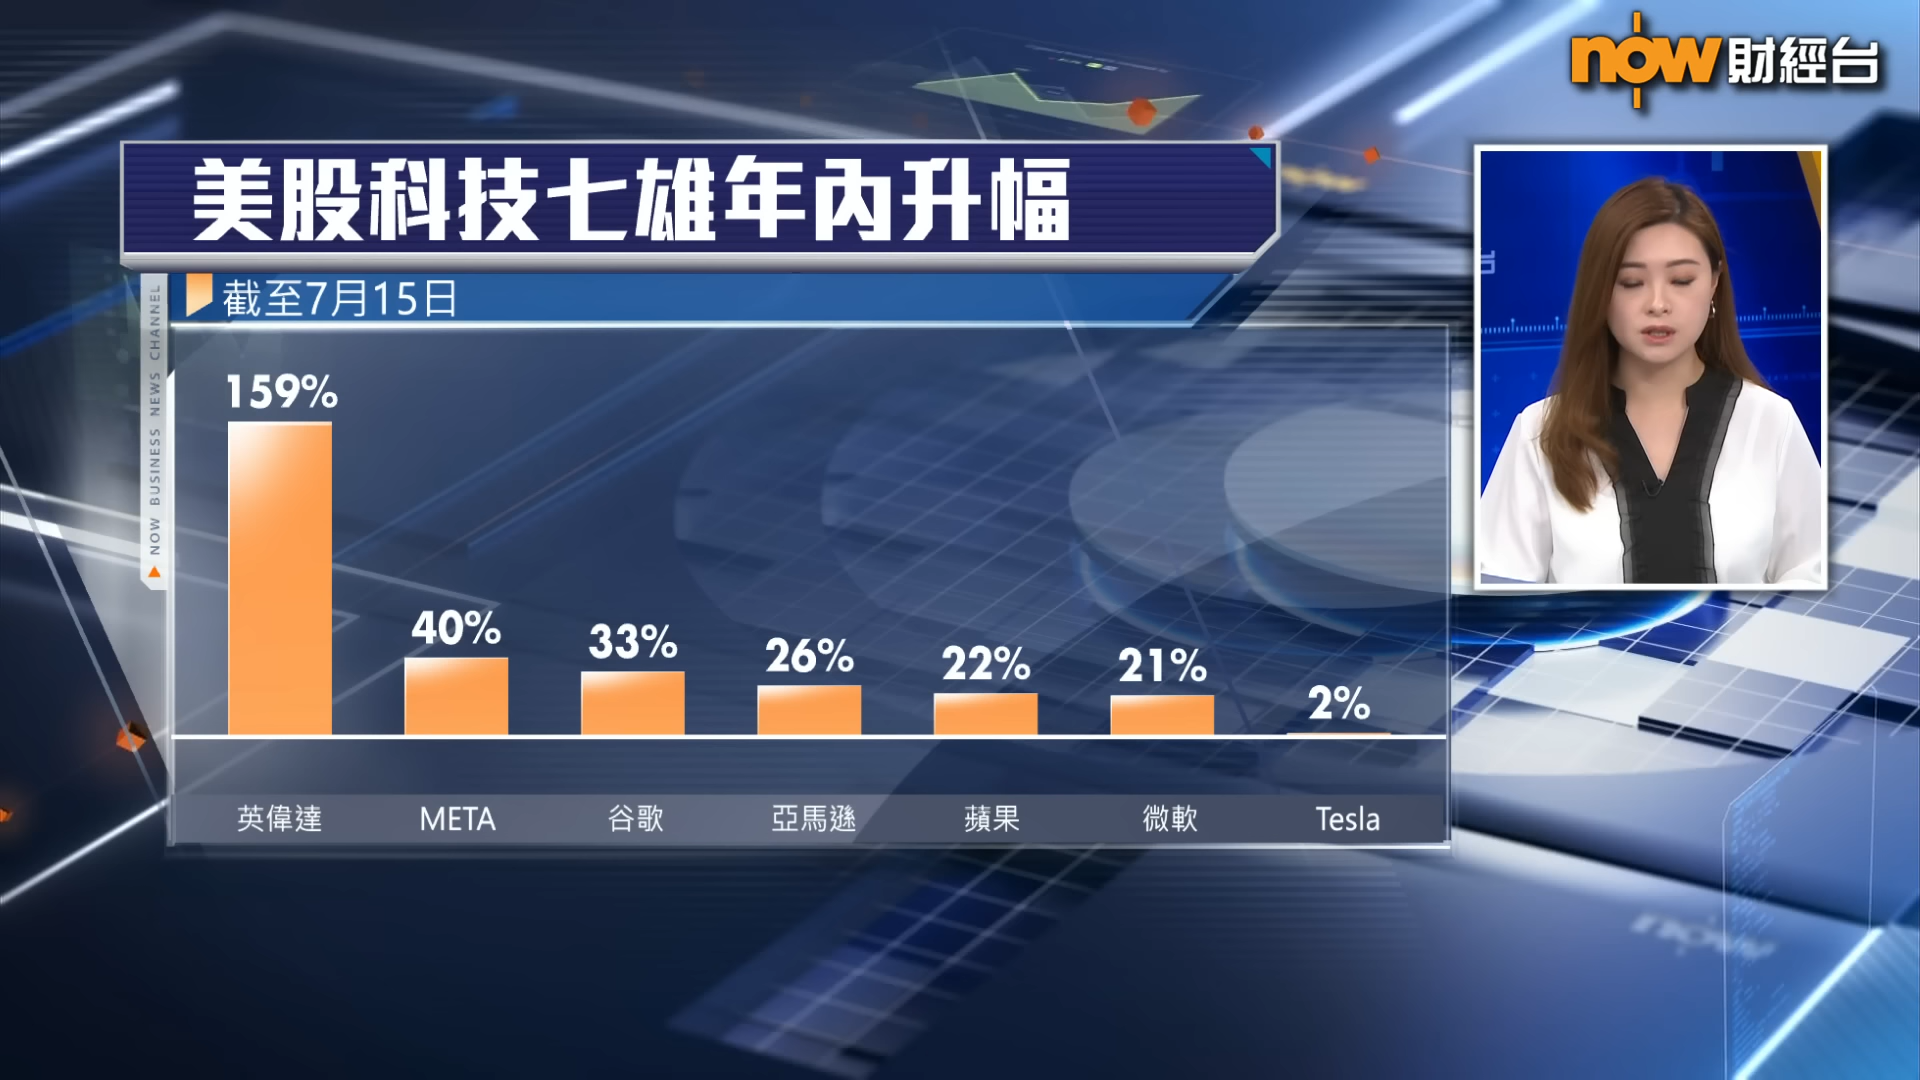 now財經台
美股科技七雄年內升幅
截至7月15日
NOW BUSINESS NEWS CHANNEL
159%
40%
33%
26%
22%
21%
2%
英偉達
META
谷歌
亞馬遜
蘋果
微軟
Tesla
now